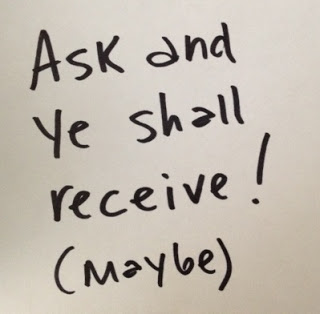 Ask and
ye shall
receive!
(maybe)